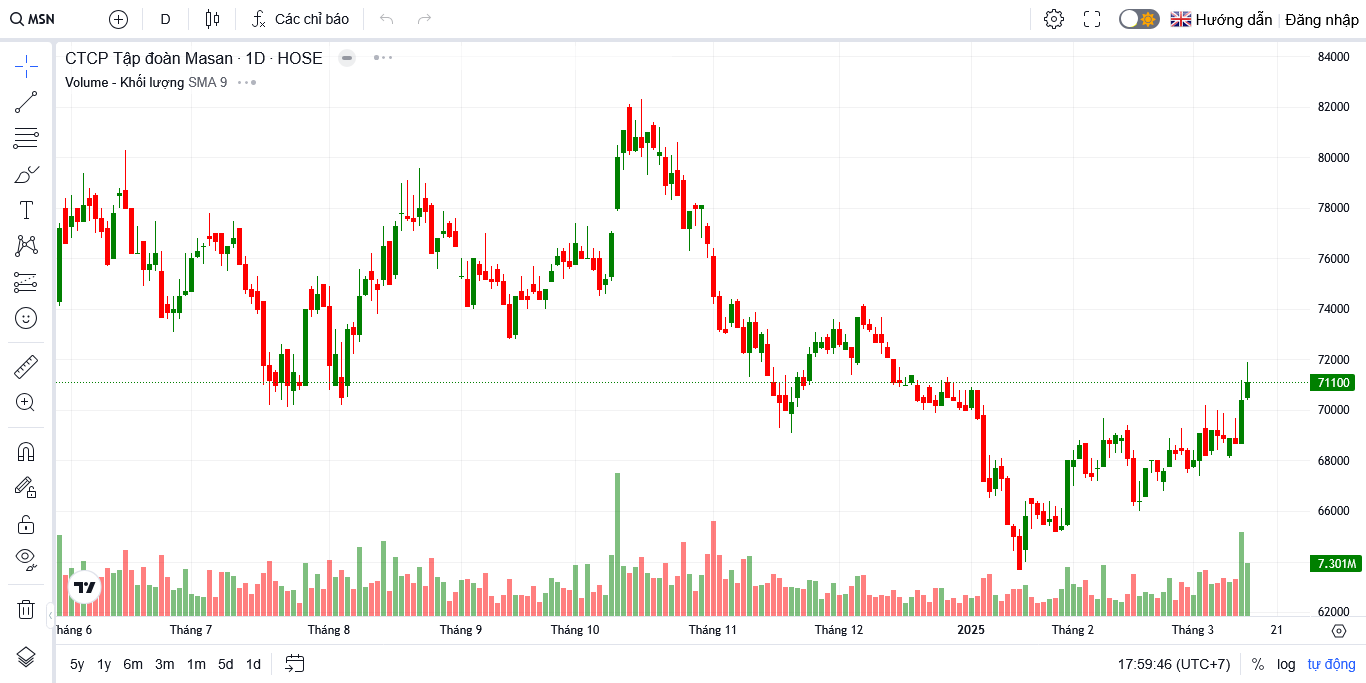 MSN D Các chỉ báo Hướng dẫn Đăng nhập
CTCP Tập đoàn Masan · 1D · HOSE
Volume - Khối lượng SMA 9
84000
82000
80000
78000
76000
74000
72000
71100
70000
68000
66000
7.301M
62000
háng 6 Tháng 7 Tháng 8 Tháng 9 Tháng 10 Tháng 11 Tháng 12 2025 Tháng 2 Tháng 3 21
5y 1y 6m 3m 1m 5d 1d 17:59:46 (UTC+7) % log tự động